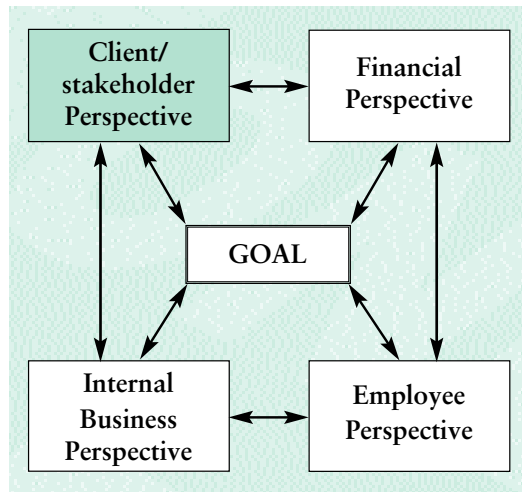 Client/
stakeholder
Perspective
Financial
Perspective
GOAL
Internal
Business
Perspective
Employee
Perspective